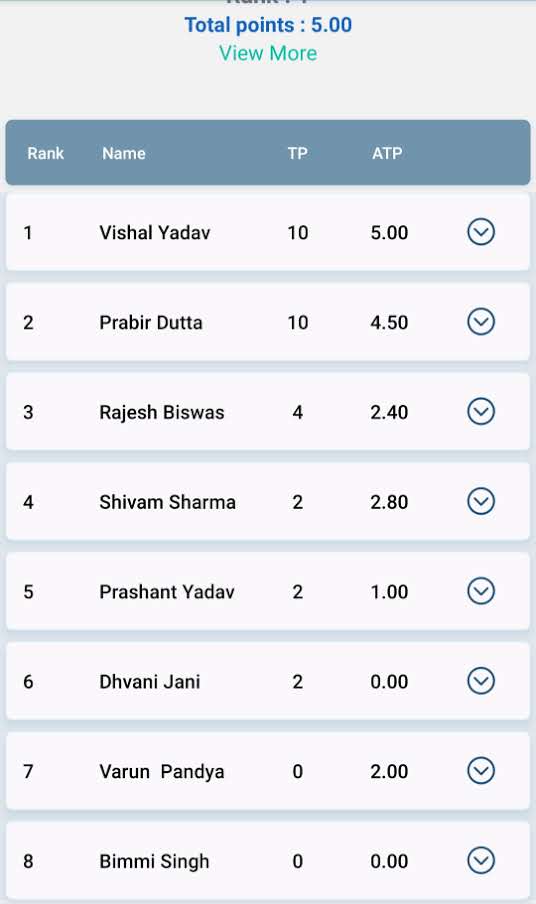 Total points : 5.00
View More
Rank Name TP ATP
1 Vishal Yadav 10 5.00
2 Prabir Dutta 10 4.50
3 Rajesh Biswas 4 2.40
4 Shivam Sharma 2 2.80
5 Prashant Yadav 2 1.00
6 Dhvani Jani 2 0.00
7 Varun  Pandya 0 2.00
8 Bimmi Singh 0 0.00